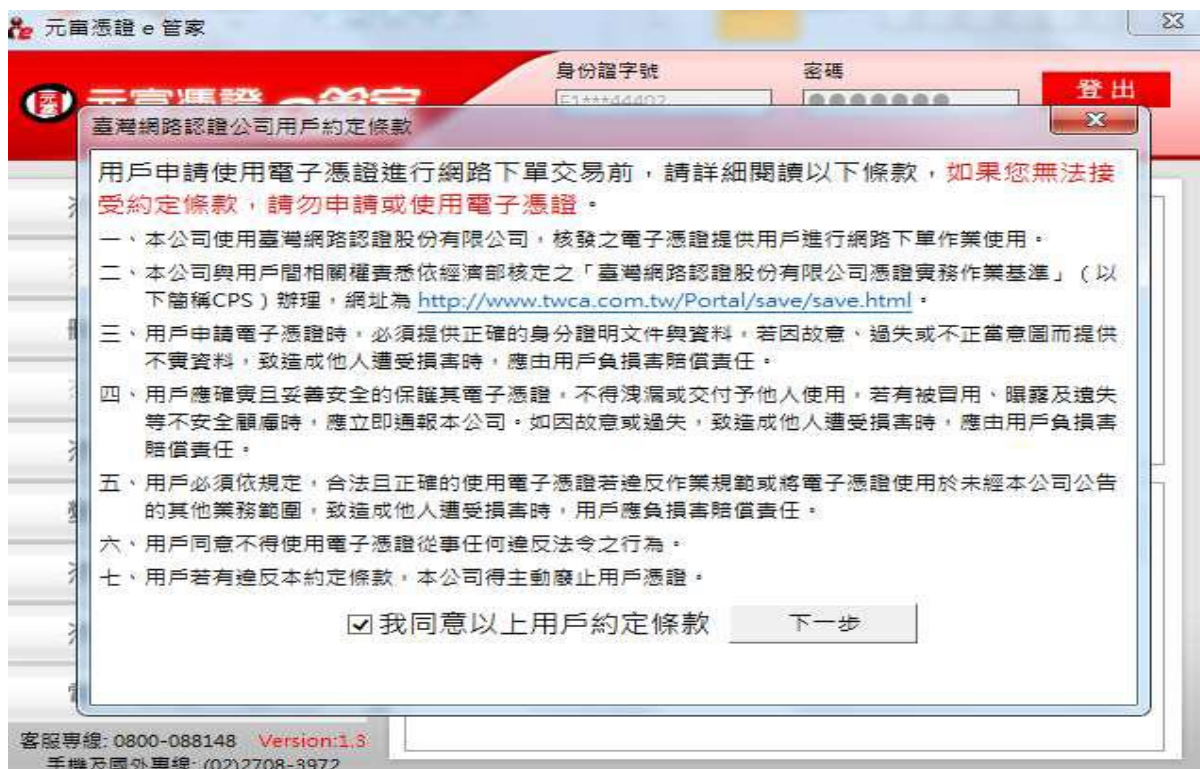 元富憑證 e 管家
身份證字號
密碼
元富憑證 e管家
登出
臺灣網路認證公司用戶約定條款
用戶申請使用電子憑證進行網路下單交易前，請詳細閱讀以下條款，如果您無法接
受約定條款，請勿申請或使用電子憑證。
一、本公司使用臺灣網路認證股份有限公司，核發之電子憑證提供用戶進行網路下單作業使用。
二、本公司與用戶間相關權責悉依經濟部核定之「臺灣網路認證股份有限公司憑證實務作業基準」（以
下簡稱CPS）辦理，網址為 http://www.twca.com.tw/Portal/save/save.html。
三、用戶申請電子憑證時，必須提供正確的身分證明文件與資料，若因故意、過失或不正當意圖而提供
不實資料，致造成他人遭受損害時，應由用戶負損害賠償責任。
四、用戶應確實且妥善安全的保護其電子憑證，不得洩漏或交付予他人使用，若有被冒用、曝露及遺失
等不安全顧慮時，應立即通報本公司。如因故意或過失，致造成他人遭受損害時，應由用戶負損害
賠償責任。
五、用戶必須依規定，合法且正確的使用電子憑證若違反作業規範或將電子憑證使用於未經本公司公告
的其他業務範圍，致造成他人遭受損害時，用戶應負損害賠償責任。
六、用戶同意不得使用電子憑證從事任何違反法令之行為。
七、用戶若有違反本約定條款，本公司得主動廢止用戶憑證。
我同意以上用戶約定條款
下一步
客服專線: 0800-088148 Version:1.3
手機及國外專線: (02)2708-3972